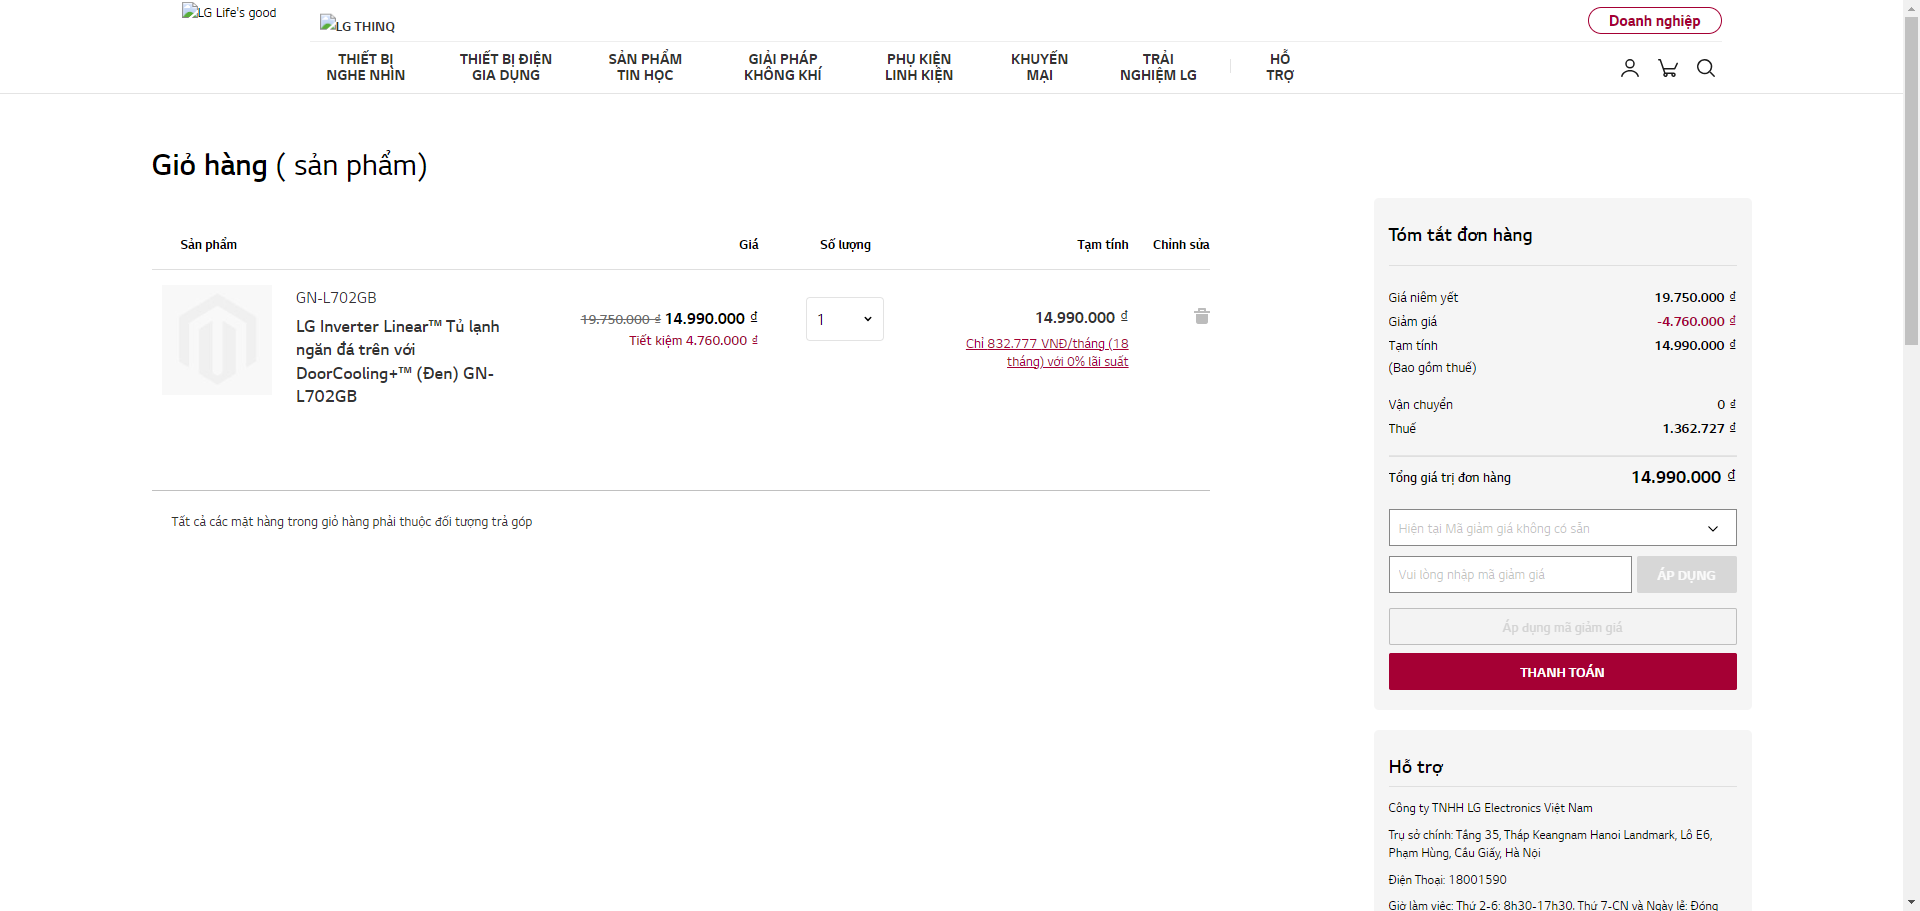 LG Life's good
LG THINQ
Doanh nghiệp
THIẾT BỊ
NGHE NHÌN
THIẾT BỊ ĐIỆN
GIA DỤNG
SẢN PHẨM
TIN HỌC
GIẢI PHÁP
KHÔNG KHÍ
PHỤ KIỆN
LINH KIỆN
KHUYẾN
MẠI
TRẢI
NGHIỆM LG
HỖ
TRỢ
Giỏ hàng ( sản phẩm)
Sản phẩm
Giá
Số lượng
Tạm tính
Chỉnh sửa
GN-L702GB
LG Inverter Linear™ Tủ lạnh
ngăn đá trên với
DoorCooling+™ (Đen) GN-
L702GB
19.750.000 ₫ 14.990.000 ₫
Tiết kiệm 4.760.000 ₫
1
14.990.000 ₫
Chỉ 832.777 VNĐ/tháng (18
tháng) với 0% lãi suất
Tất cả các mặt hàng trong giỏ hàng phải thuộc đối tượng trả góp
Tóm tắt đơn hàng
Giá niêm yết 19.750.000 ₫
Giảm giá -4.760.000 ₫
Tạm tính 14.990.000 ₫
(Bao gồm thuế)
Vận chuyển 0 ₫
Thuế 1.362.727 ₫
Tổng giá trị đơn hàng 14.990.000 ₫
Hiện tại Mã giảm giá không có sẵn
Vui lòng nhập mã giảm giá
ÁP DỤNG
Áp dụng mã giảm giá
THANH TOÁN
Hỗ trợ
Công ty TNHH LG Electronics Việt Nam
Trụ sở chính: Tầng 35, Tháp Keangnam Hanoi Landmark, Lô E6,
Phạm Hùng, Cầu Giấy, Hà Nội
Điện Thoại: 18001590
Giờ làm việc: Thứ 2-6: 8h30-17h30. Thứ 7-CN và Ngày lễ: Đóng